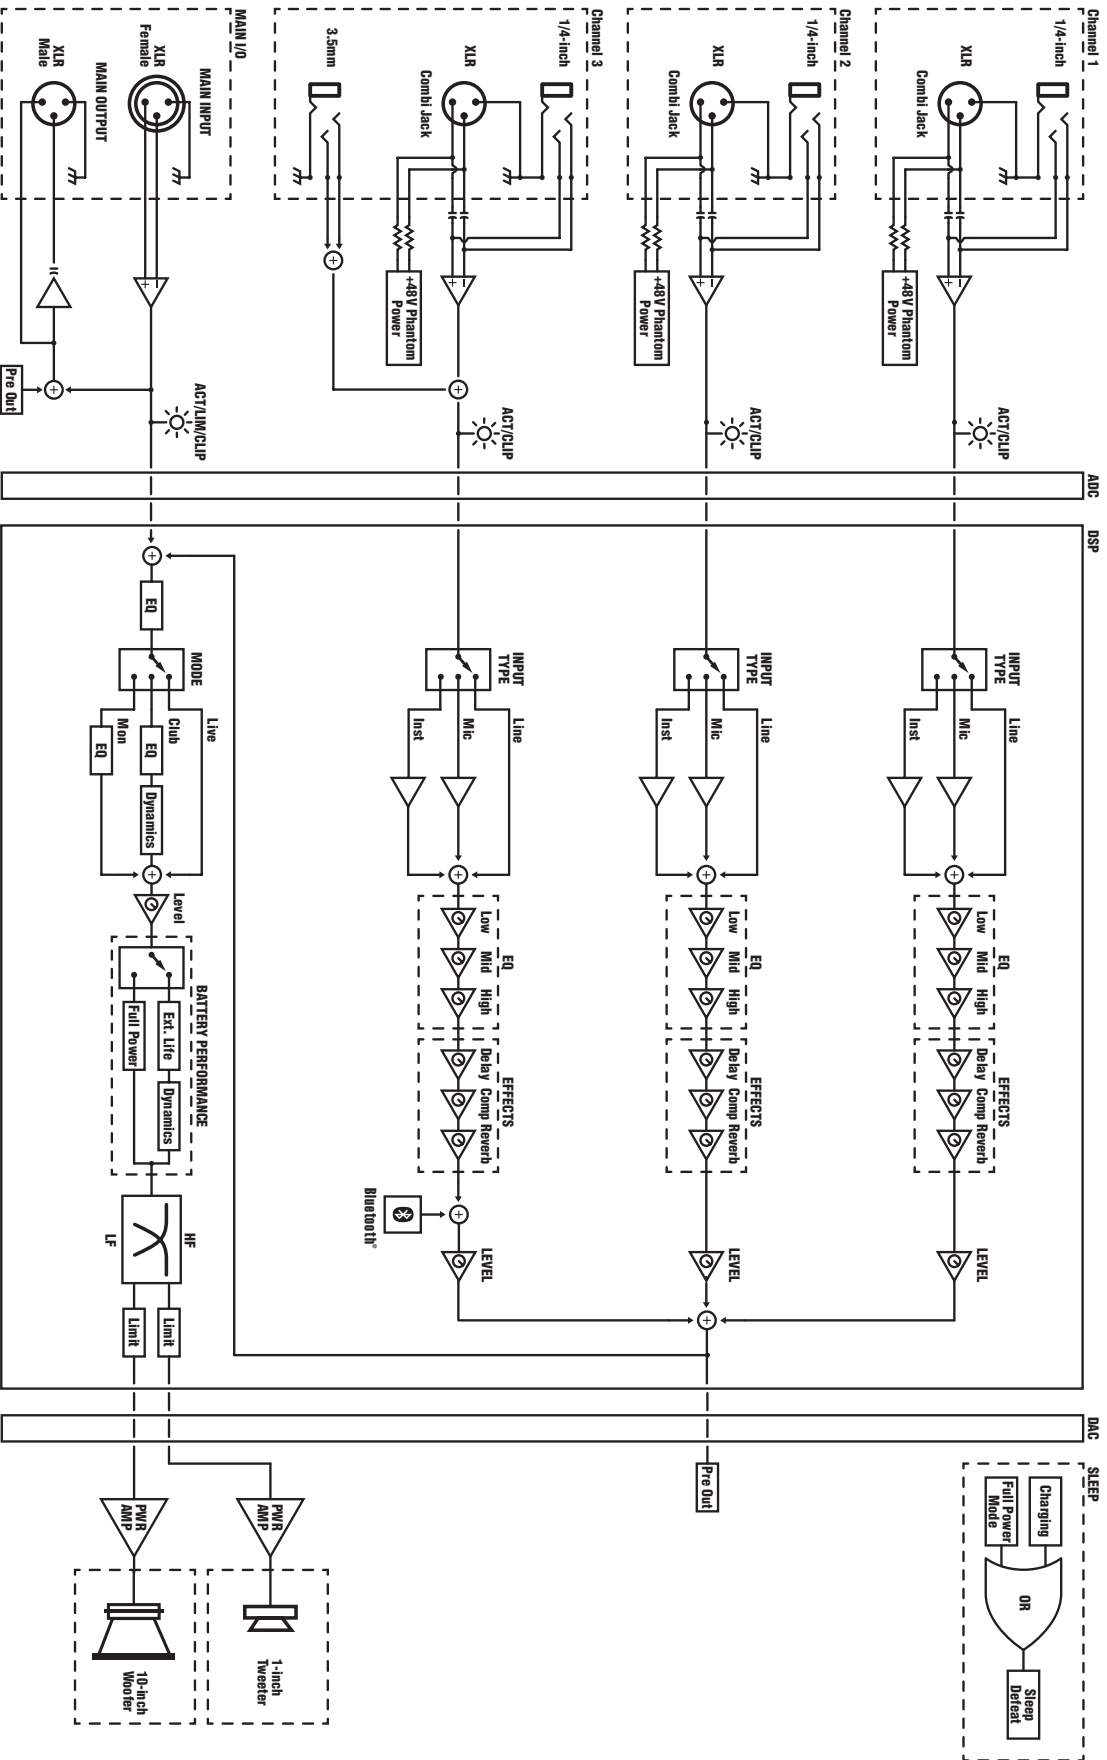 Channel 1
1/4-inch
XLR
Combi Jack
+48V Phantom
Power
ACT/CLIP
Channel 2
1/4-inch
XLR
Combi Jack
+48V Phantom
Power
ACT/CLIP
Channel 3
1/4-inch
XLR
Combi Jack
+48V Phantom
Power
3.5mm
ACT/CLIP
MAIN I/O
MAIN INPUT
XLR
Female
MAIN OUTPUT
XLR
Male
ACT/LIM/CLIP
Pre Out
ADC
DSP
INPUT
TYPE
Line
Mic
Inst
EQ
Low
Mid
High
EFFECTS
Delay
Comp
Reverb
LEVEL
INPUT
TYPE
Line
Mic
Inst
EQ
Low
Mid
High
EFFECTS
Delay
Comp
Reverb
LEVEL
INPUT
TYPE
Line
Mic
Inst
EQ
Low
Mid
High
EFFECTS
Delay
Comp
Reverb
Bluetooth®
LEVEL
EQ
MODE
Live
Club
Mon
EQ
EQ
Dynamics
Level
BATTERY PERFORMANCE
Ext. Life
Dynamics
Full Power
HF
LF
Limit
Limit
DAC
SLEEP
Charging
Full Power
Mode
OR
Sleep
Defeat
Pre Out
PWR
AMP
1-inch
Tweeter
PWR
AMP
10-inch
Woofer